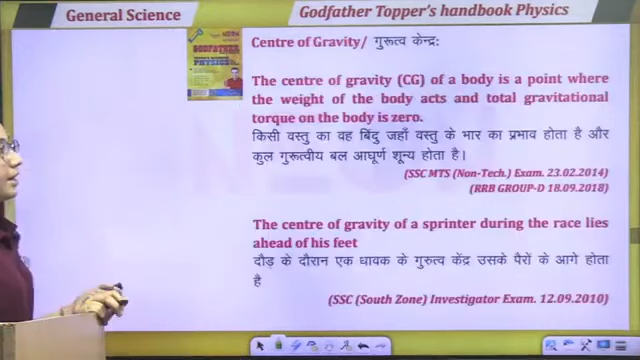 General Science
Godfather Topper's handbook Physics
GODFATHER
PHYSICS
Centre of Gravity/ गुरूत्व केन्द्र:
The centre of gravity (CG) of a body is a point where
the weight of the body acts and total gravitational
torque on the body is zero.
किसी वस्तु का वह बिंदु जहाँ वस्तु के भार का प्रभाव होता है और
कुल गुरूत्वीय बल आघूर्ण शून्य होता है।
(SSC MTS (Non-Tech.) Exam. 23.02.2014)
(RRB GROUP-D 18.09.2018)
The centre of gravity of a sprinter during the race lies
ahead of his feet
दौड़ के दौरान एक धावक के गुरुत्व केंद्र उसके पैरों के आगे होता
है
(SSC (South Zone) Investigator Exam. 12.09.2010)